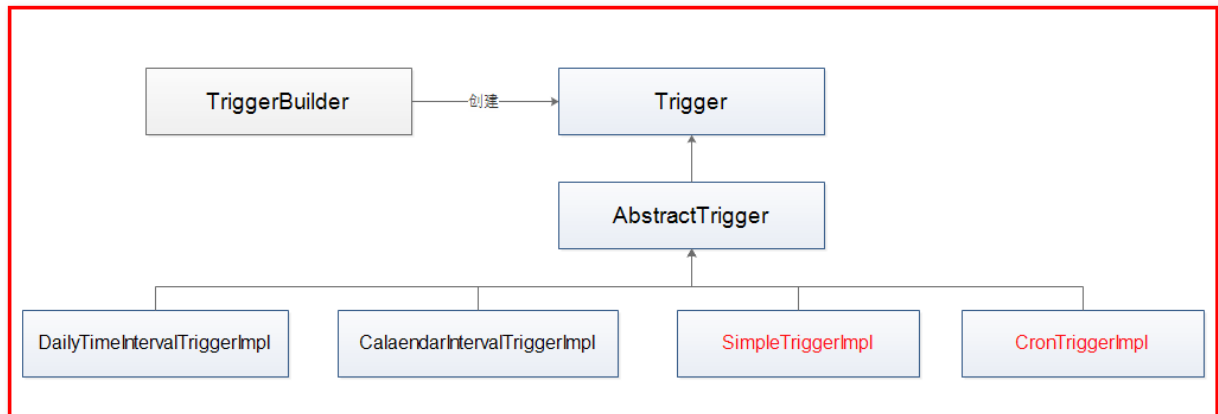 TriggerBuilder
创建
Trigger
AbstractTrigger
DailyTimeIntervalTriggerImpl
CalaendarIntervalTriggerImpl
SimpleTriggerImpl
CronTriggerImpl